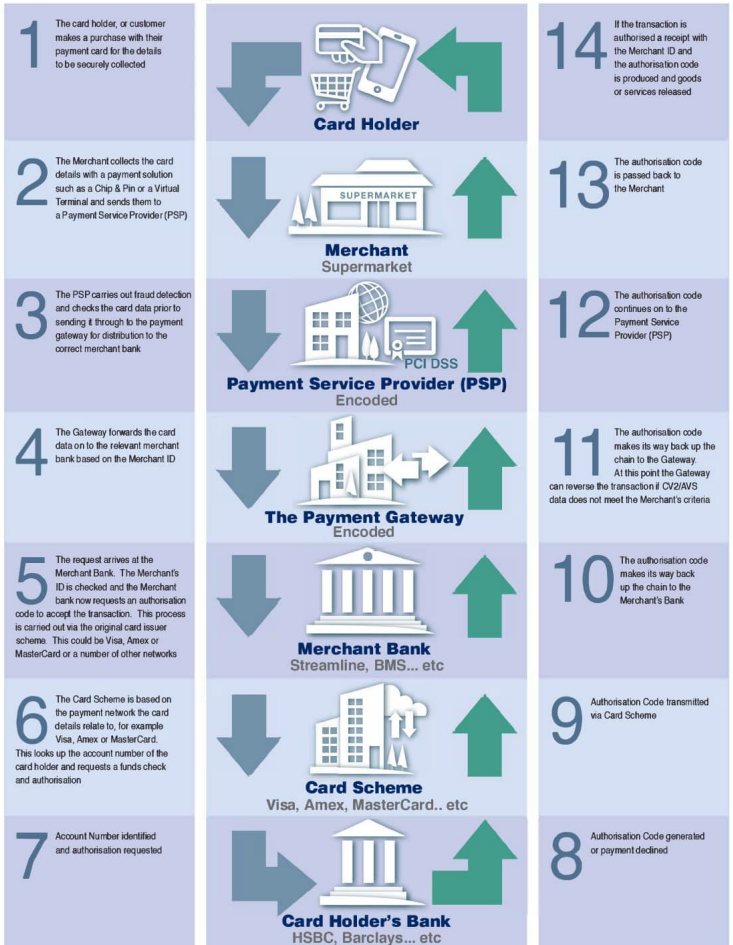 1
The card holder, or customer
makes a purchase with their
payment card for the details
to be securely collected
Card Holder
14
If the transaction is
authorised a receipt with
the Merchant ID and
the authorisation code
is produced and goods
or services released
2
The Merchant collects the card
details with a payment solution
such as a Chip & Pin or a Virtual
Terminal and sends them to
a Payment Service Provider (PSP)
SUPERMARKET
Merchant
Supermarket
13
The authorisation code
is passed back to
the Merchant
3
The PSP carries out fraud detection
and checks the card data prior to
sending it through to the payment
gateway for distribution to the
correct merchant bank
PCI DSS
Payment Service Provider (PSP)
Encoded
12
The authorisation code
continues on to the
Payment Service
Provider (PSP)
4
The Gateway forwards the card
data on to the relevant merchant
bank based on the Merchant ID
The Payment Gateway
Encoded
11
The authorisation code
makes its way back up the
chain to the Gateway.
At this point the Gateway
can reverse the transaction if CV2/AVS
data does not meet the Merchant's criteria
5
The request arrives at the
Merchant Bank. The Merchant's
ID is checked and the Merchant
bank now requests an authorisation
code to accept the transaction. This process
is carried out via the original card issuer
scheme. This could be Visa, Amex or
MasterCard or a number of other networks
Merchant Bank
Streamline, BMS... etc
10
The authorisation code
makes its way back
up the chain to the
Merchant's Bank
6
The Card Scheme is based on
the payment network the card
details relate to, for example
Visa, Amex or MasterCard.
This looks up the account number of the
card holder and requests a funds check
and authorisation
Card Scheme
Visa, Amex, MasterCard.. etc
9
Authorisation Code transmitted
via Card Scheme
7
Account Number identified
and authorisation requested
Card Holder's Bank
HSBC, Barclays... etc
8
Authorisation Code generated
or payment declined